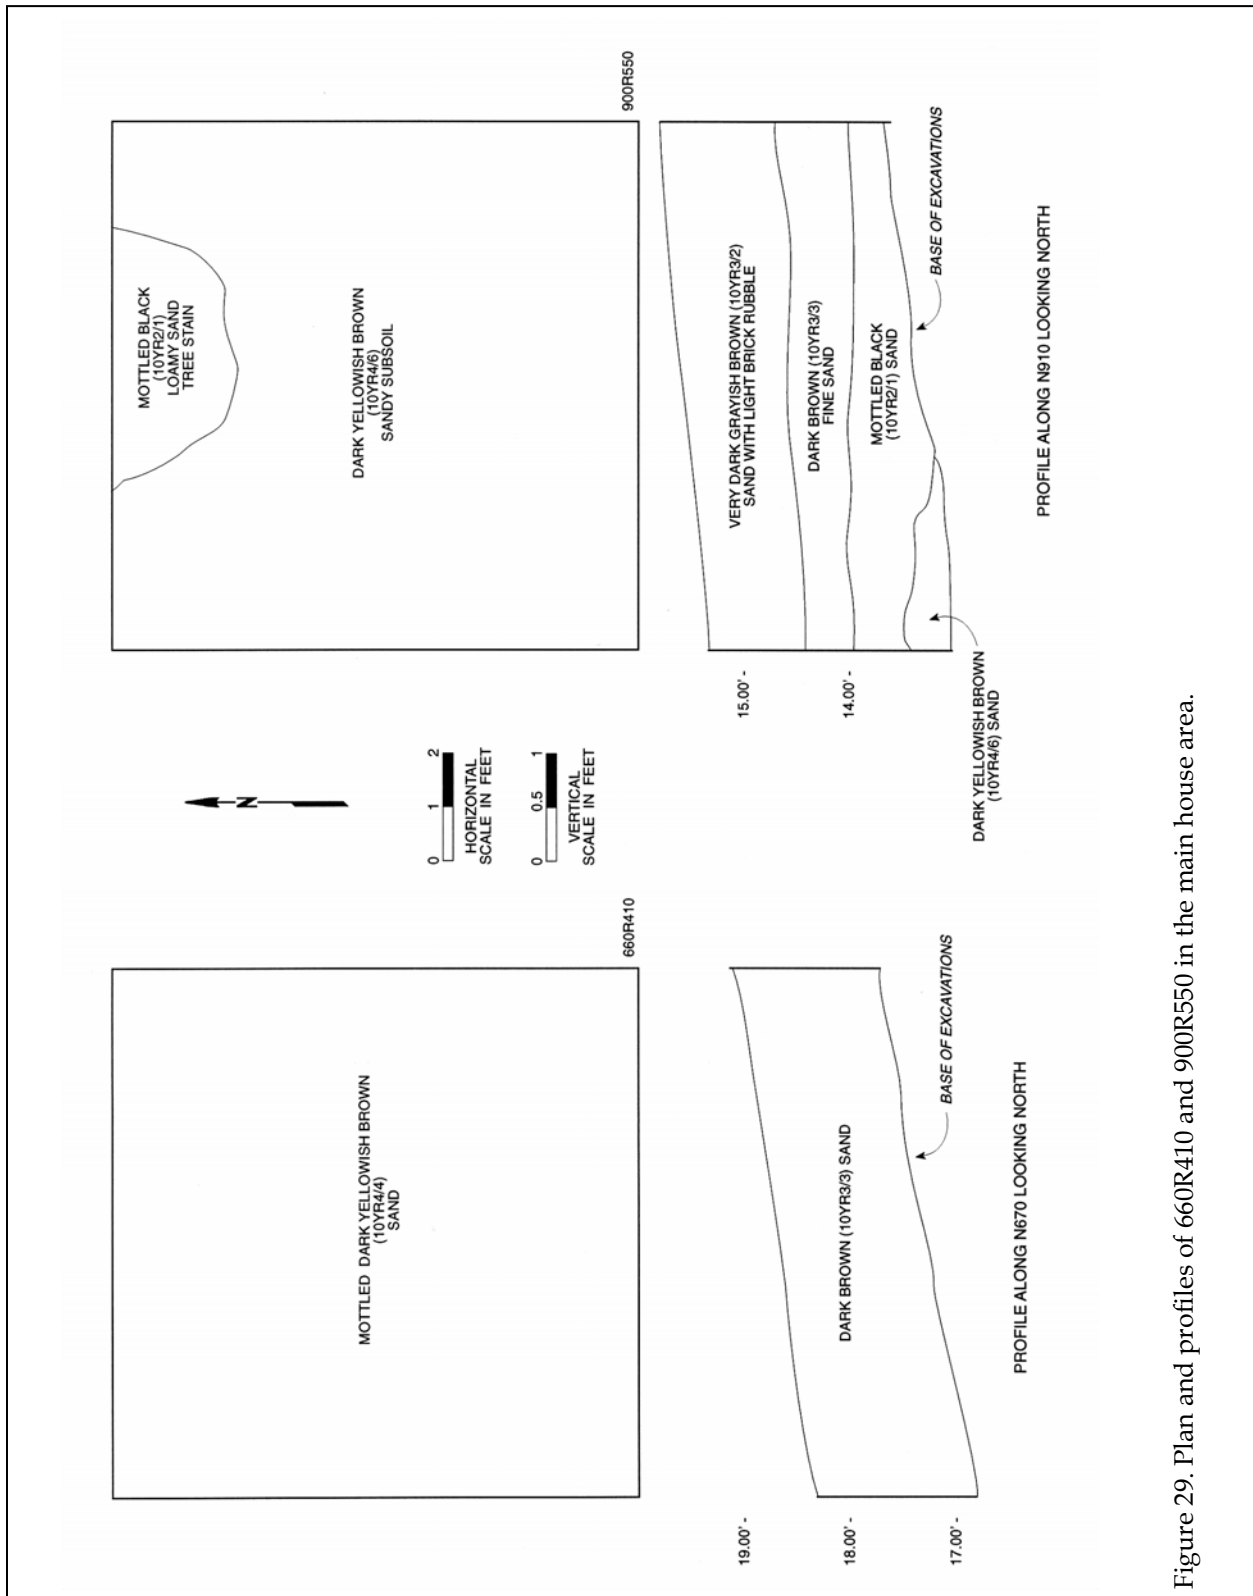 MOTTLED DARK YELLOWISH BROWN
(10YR4/4)
SAND
660R410
19.00' -
18.00' -
17.00' -
DARK BROWN (10YR3/3) SAND
BASE OF EXCAVATIONS
PROFILE ALONG N670 LOOKING NORTH
N
0 1 2
HORIZONTAL
SCALE IN FEET
0 0.5 1
VERTICAL
SCALE IN FEET
MOTTLED BLACK
(10YR2/1)
LOAMY SAND
TREE STAIN
DARK YELLOWISH BROWN
(10YR4/6)
SANDY SUBSOIL
900R550
15.00' -
14.00' -
VERY DARK GRAYISH BROWN (10YR3/2)
SAND WITH LIGHT BRICK RUBBLE
DARK BROWN (10YR3/3)
FINE SAND
MOTTLED BLACK
(10YR2/1) SAND
BASE OF EXCAVATIONS
DARK YELLOWISH BROWN
(10YR4/6) SAND
PROFILE ALONG N910 LOOKING NORTH
Figure 29. Plan and profiles of 660R410 and 900R550 in the main house area.